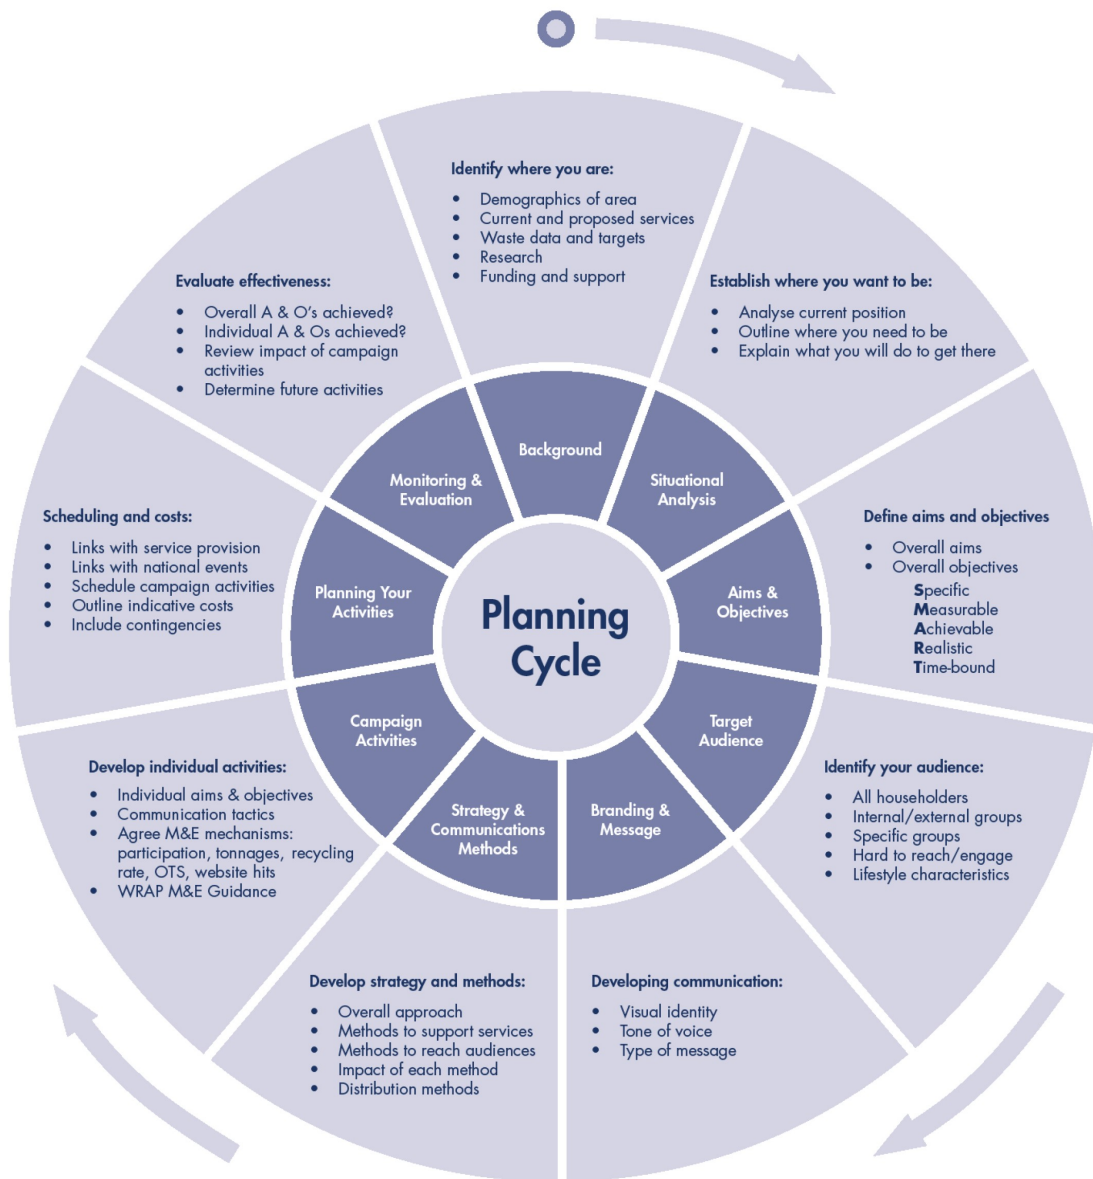 Planning
Cycle
Background
Identify where you are:
• Demographics of area
• Current and proposed services
• Waste data and targets
• Research
• Funding and support
Situational
Analysis
Establish where you want to be:
• Analyse current position
• Outline where you need to be
• Explain what you will do to get there
Aims &
Objectives
Define aims and objectives
• Overall aims
• Overall objectives
Specific
Measurable
Achievable
Realistic
Time-bound
Target
Audience
Identify your audience:
• All householders
• Internal/external groups
• Specific groups
• Hard to reach/engage
• Lifestyle characteristics
Branding &
Message
Developing communication:
• Visual identity
• Tone of voice
• Type of message
Strategy &
Communications
Methods
Develop strategy and methods:
• Overall approach
• Methods to support services
• Methods to reach audiences
• Impact of each method
• Distribution methods
Campaign
Activities
Develop individual activities:
• Individual aims & objectives
• Communication tactics
• Agree M&E mechanisms:
participation, tonnages, recycling
rate, OTS, website hits
• WRAP M&E Guidance
Planning Your
Activities
Scheduling and costs:
• Links with service provision
• Links with national events
• Schedule campaign activities
• Outline indicative costs
• Include contingencies
Monitoring &
Evaluation
Evaluate effectiveness:
• Overall A & O's achieved?
• Individual A & Os achieved?
• Review impact of campaign
activities
• Determine future activities